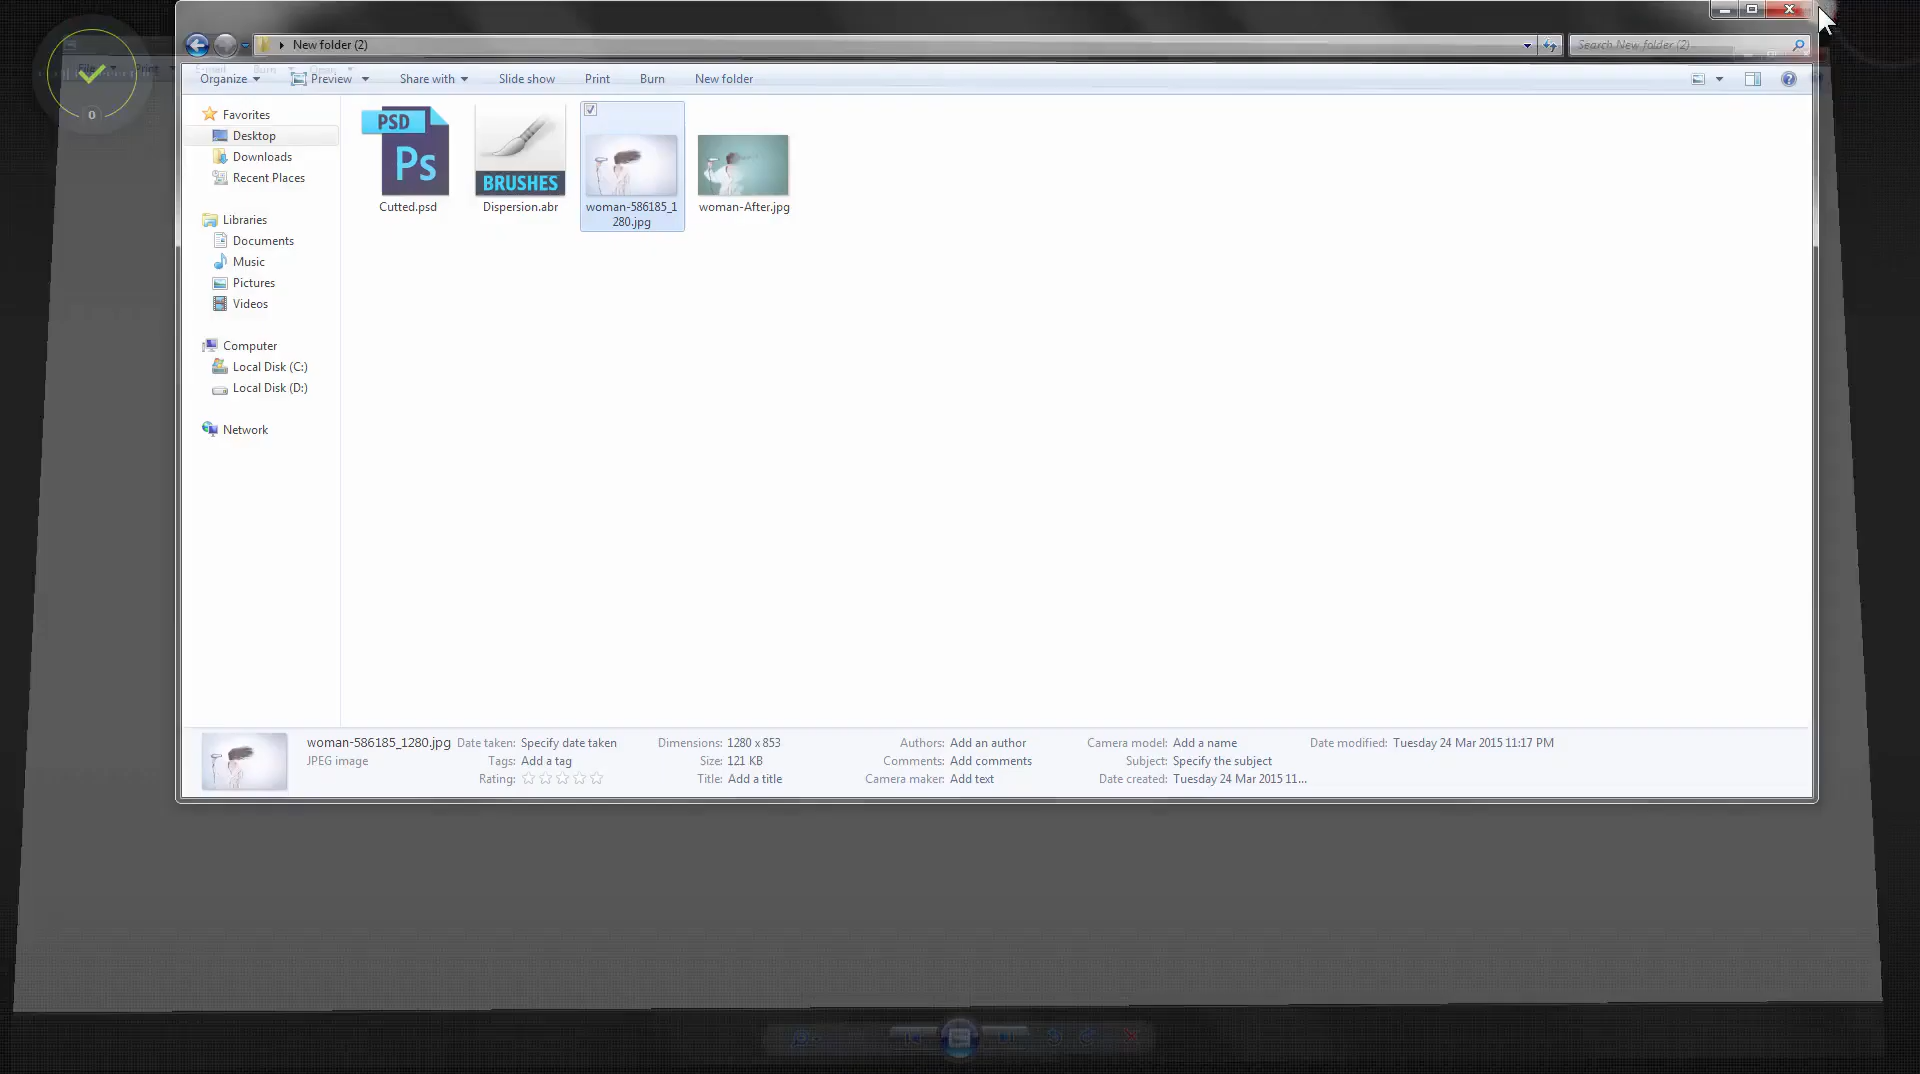 New folder (2)
Search New folder (2)
Organize
Preview
Share with
Slide show
Print
Burn
New folder
0
Favorites
Desktop
Downloads
Recent Places
Libraries
Documents
Music
Pictures
Videos
Computer
Local Disk (C:)
Local Disk (D:)
Network
PSD
Ps
Cutted.psd
BRUSHES
Dispersion.abr
woman-586185_1
280.jpg
woman-After.jpg
woman-586185_1280.jpg Date taken: Specify date taken Dimensions: 1280 x 853 Authors: Add an author Camera model: Add a name Date modified: Tuesday 24 Mar 2015 11:17 PM
JPEG image Tags: Add a tag Size: 121 KB Comments: Add comments Subject: Specify the subject
Rating: Title: Add a title Camera maker: Add text Date created: Tuesday 24 Mar 2015 11...